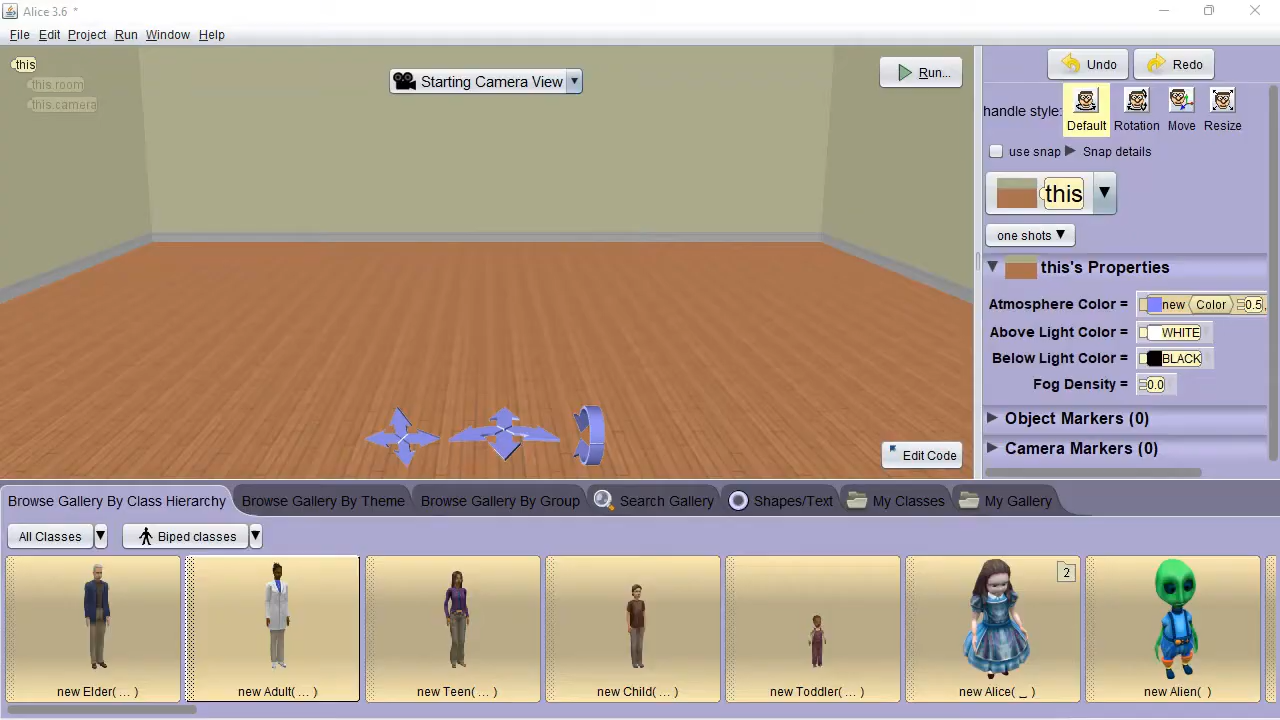 Alice 3.6 *
File Edit Project Run Window Help
this
this.room
this.camera
Starting Camera View
Run...
Undo
Redo
handle style:
Default
Rotation
Move
Resize
use snap
Snap details
this
one shots
this's Properties
Atmosphere Color = new Color 0.5
Above Light Color = WHITE
Below Light Color = BLACK
Fog Density = 0.0
Object Markers (0)
Camera Markers (0)
Edit Code
Browse Gallery By Class Hierarchy
Browse Gallery By Theme
Browse Gallery By Group
Search Gallery
Shapes/Text
My Classes
My Gallery
All Classes
Biped classes
2
new Elder( ... )
new Adult( ... )
new Teen( ... )
new Child( ... )
new Toddler( ... )
new Alice( _ )
new Alien( )